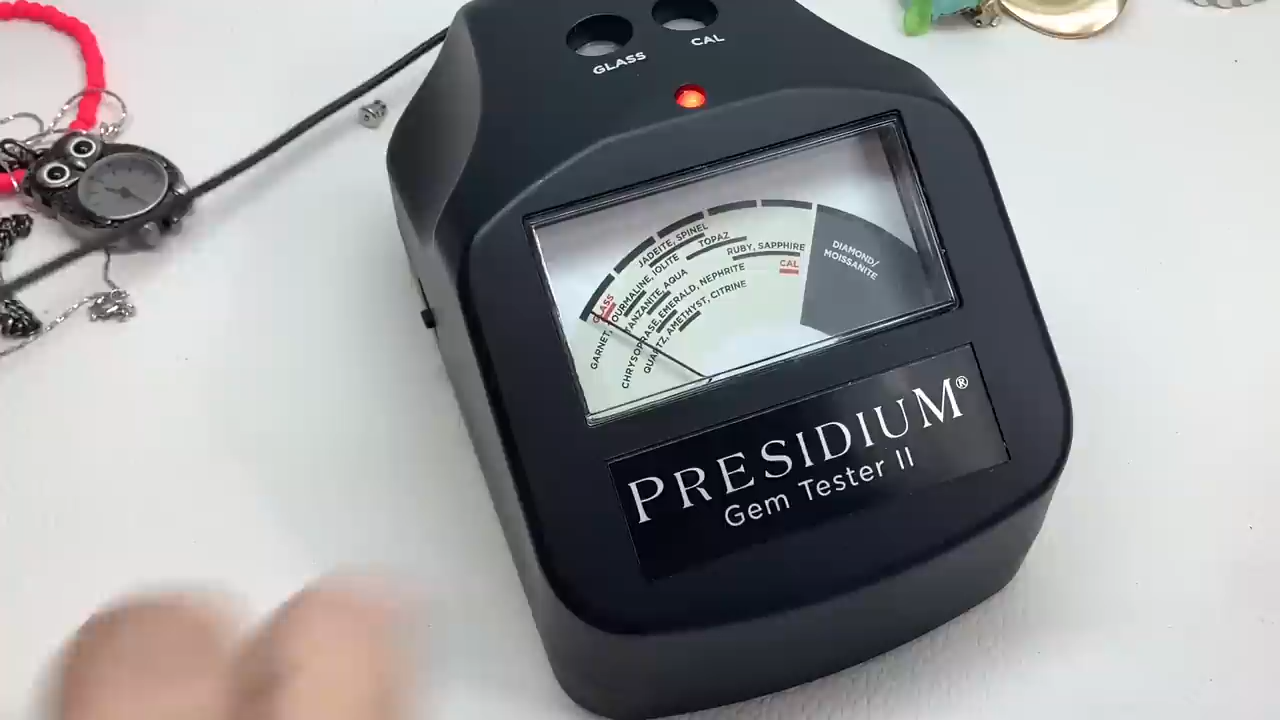 GLASS
CAL
JADEITE, SPINEL
TOPAZ
RUBY, SAPPHIRE
CAL
DIAMOND/
MOISSANITE
GLASS
GARNET, TOURMALINE, IOLITE
TANZANITE, AQUA
CHRYSOPRASE, EMERALD, NEPHRITE
QUARTZ, AMETHYST, CITRINE
PRESIDIUM®
Gem Tester II